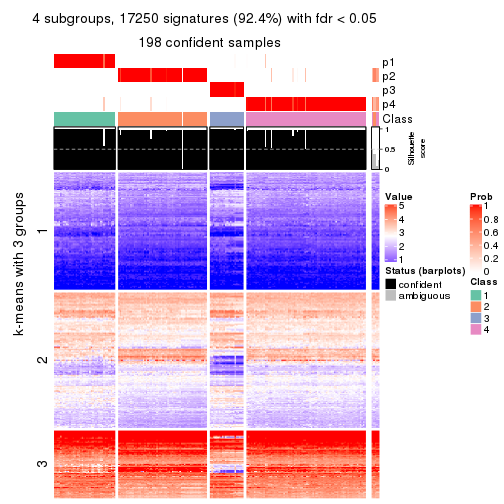 4 subgroups, 17250 signatures (92.4%) with fdr < 0.05
198 confident samples
p1
p2
p3
p4
Class
1
0.5
0
Silhouette
score
k-means with 3 groups
1
2
3
Value
5
4
3
2
1
Status (barplots)
confident
ambiguous
Prob
1
0.8
0.6
0.4
0.2
0
Class
1
2
3
4